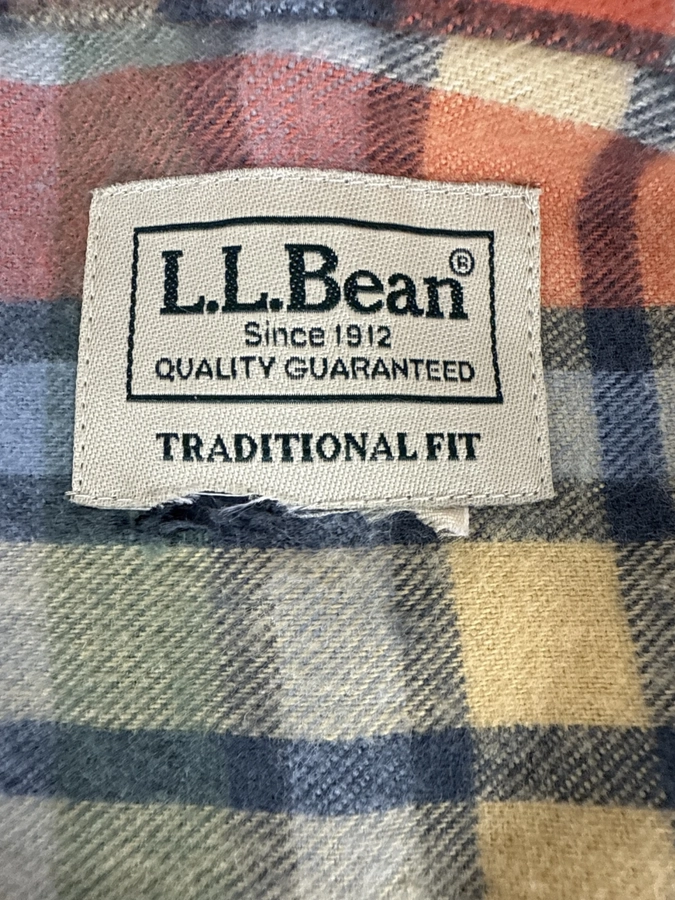 L.L.Bean®
Since 1912
QUALITY GUARANTEED
TRADITIONAL FIT